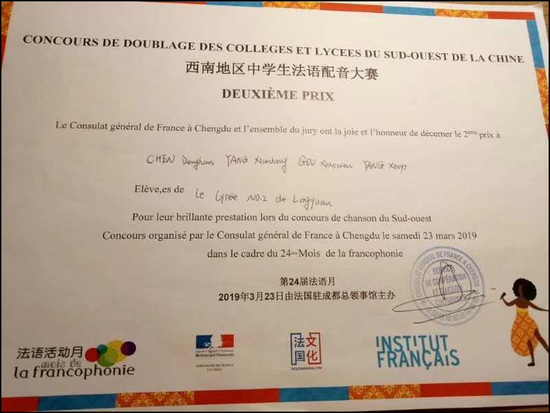 CONCOURS DE DOUBLAGE DES COLLEGES ET LYCEES DU SUD-OUEST DE LA CHINE
西南地区中学生法语配音大赛
DEUXIÈME PRIX
Le Consulat général de France à Chengdu et l'ensemble du jury ont la joie et l'honneur de décerner le 2ème prix à
CHEN YANG GOU YANG
Elève,es de Le Lycée NO.2 de
Pour leur brillante prestation lors du concours de chanson du Sud-ouest
Concours organisé par le Consulat général de France à Chengdu le samedi 23 mars 2019
dans le cadre du 24e Mois de la francophonie
第24届法语月
2019年3月23日由法国驻成都总领事馆主办
SERVICE
DE COOPERATION
法语活动月
mois de
la francophonie
RÉPUBLIQUE FRANÇAISE
法国文化
INSTITUT
FRANÇAIS